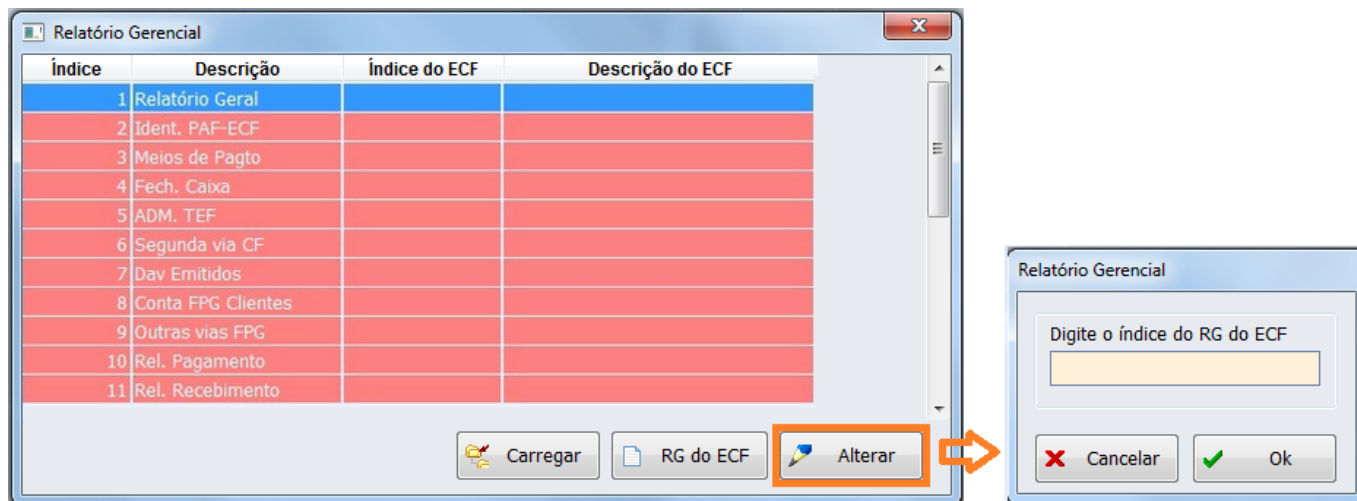 Relatório Gerencial
Índice Descrição Índice do ECF Descrição do ECF
1 Relatório Geral
2 Ident. PAF-ECF
3 Meios de Pagto
4 Fech. Caixa
5 ADM. TEF
6 Segunda via CF
7 Dav Emitidos
8 Conta FPG Clientes
9 Outras vias FPG
10 Rel. Pagamento
11 Rel. Recebimento
Carregar RG do ECF Alterar
Relatório Gerencial
Digite o índice do RG do ECF
Cancelar Ok